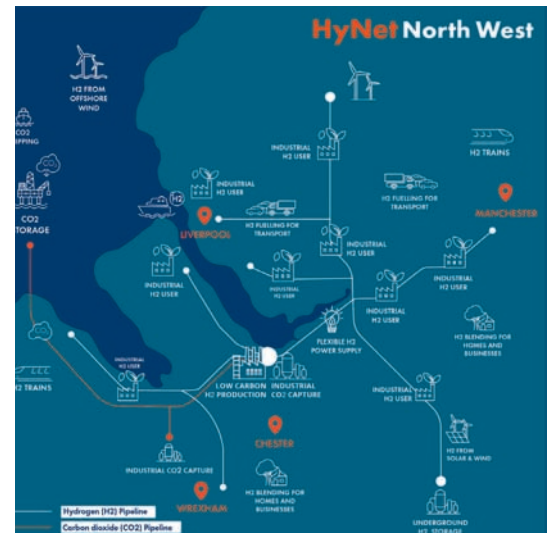 HyNet North West
H2 FROM
OFFSHORE
WIND
CO2
SHIPPING
CO2
STORAGE
H2
INDUSTRIAL
H2 USER
LIVERPOOL
H2 FUELLING FOR
TRANSPORT
INDUSTRIAL
H2 USER
H2 FUELLING FOR
TRANSPORT
H2 TRAINS
MANCHESTER
INDUSTRIAL
H2 USER
INDUSTRIAL
H2 USER
INDUSTRIAL
H2 USER
INDUSTRIAL
H2 USER
INDUSTRIAL
H2 USER
CO2
H2 TRAINS
INDUSTRIAL
H2 USER
LOW CARBON
H2 PRODUCTION
INDUSTRIAL
CO2 CAPTURE
FLEXIBLE H2
POWER SUPPLY
H2 BLENDING FOR
HOMES AND
BUSINESSES
INDUSTRIAL
H2 USER
CHESTER
INDUSTRIAL CO2 CAPTURE
H2 FROM
SOLAR & WIND
WREXHAM
H2 BLENDING FOR
HOMES AND
BUSINESSES
UNDERGROUND
H2 STORAGE
Hydrogen (H2) Pipeline
Carbon dioxide (CO2) Pipeline